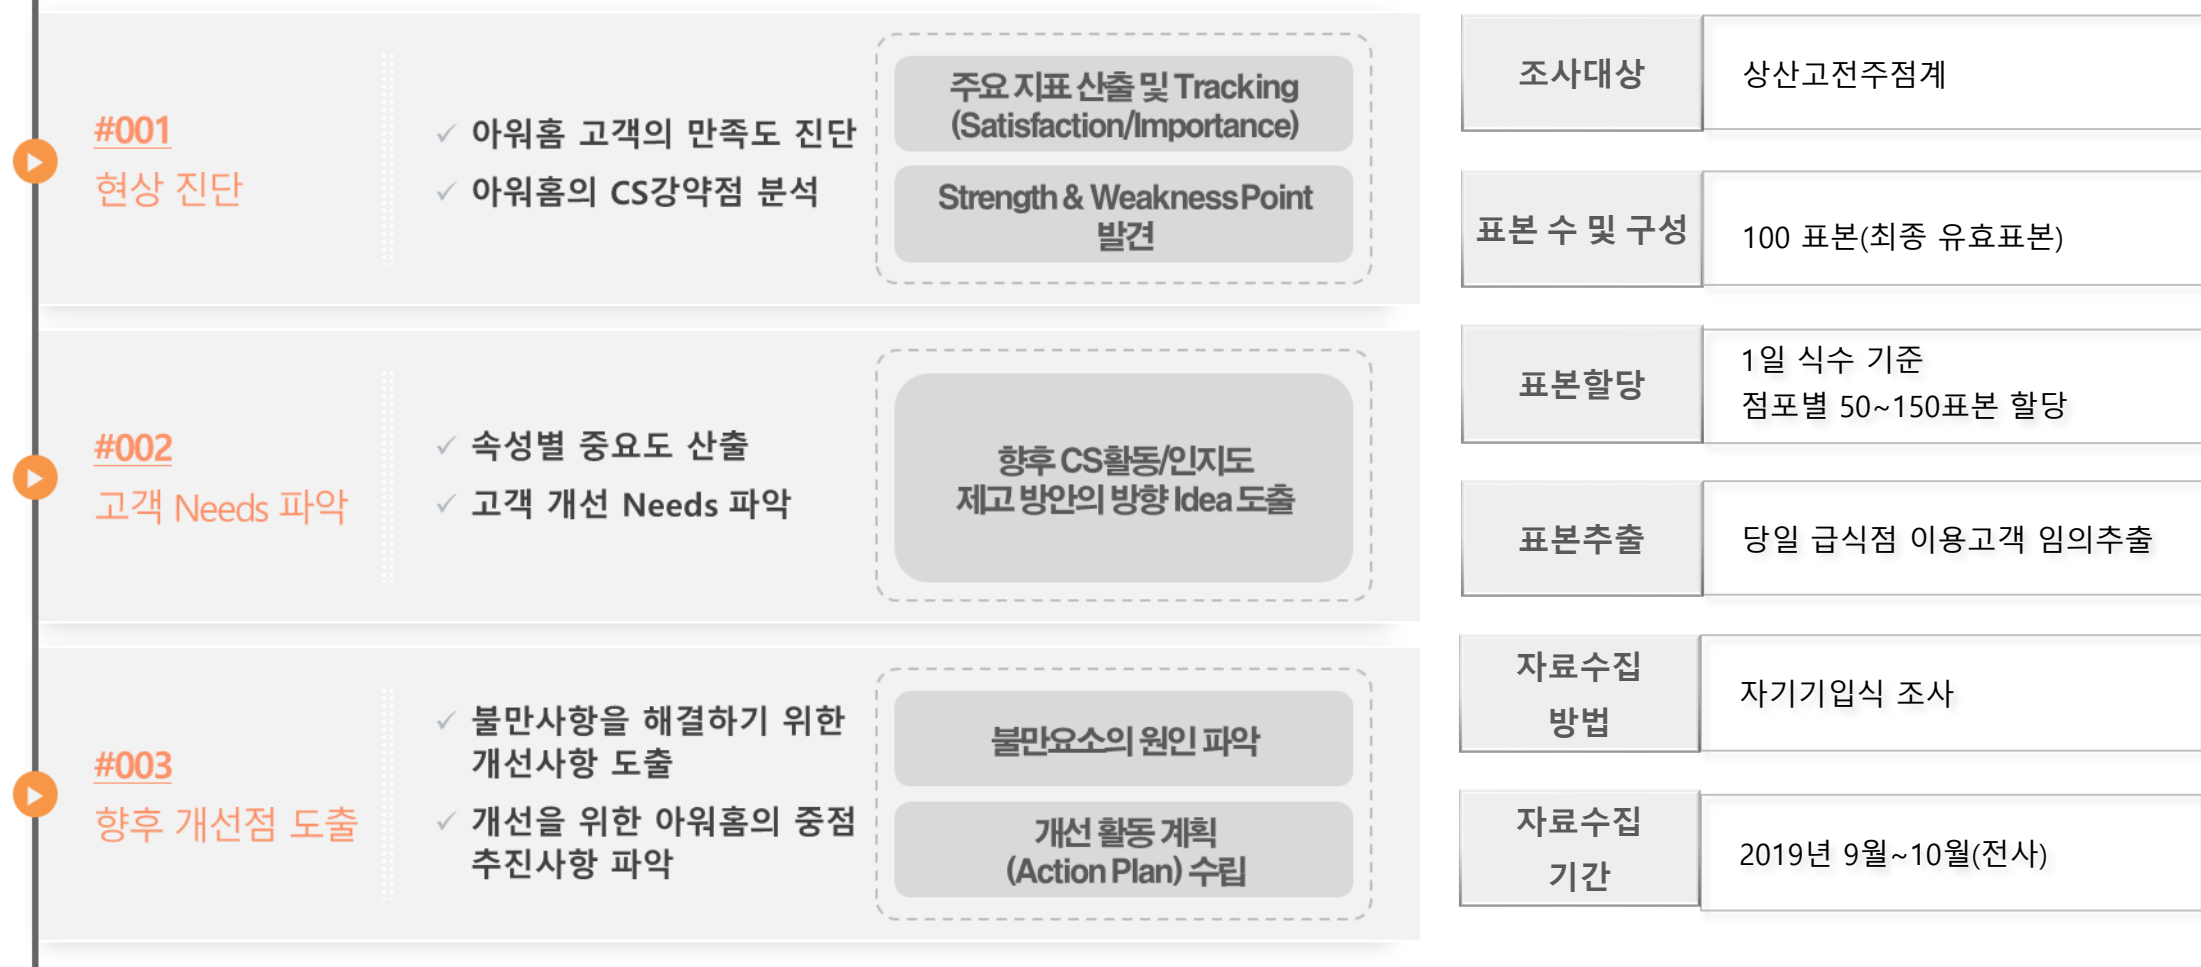 #001
현상 진단
✓ 아워홈 고객의 만족도 진단
✓ 아워홈의 CS강약점 분석
주요 지표 산출 및 Tracking
(Satisfaction/Importance)
Strength & Weakness Point
발견
#002
고객 Needs 파악
✓ 속성별 중요도 산출
✓ 고객 개선 Needs 파악
향후 CS활동/인지도
제고 방안의 방향 Idea 도출
#003
향후 개선점 도출
✓ 불만사항을 해결하기 위한
개선사항 도출
✓ 개선을 위한 아워홈의 중점
추진사항 파악
불만요소의 원인 파악
개선 활동 계획
(Action Plan) 수립
조사대상
상산고전주점계
표본 수 및 구성
100 표본(최종 유효표본)
표본할당
1일 식수 기준
점포별 50~150표본 할당
표본추출
당일 급식점 이용고객 임의추출
자료수집
방법
자기기입식 조사
자료수집
기간
2019년 9월~10월(전사)